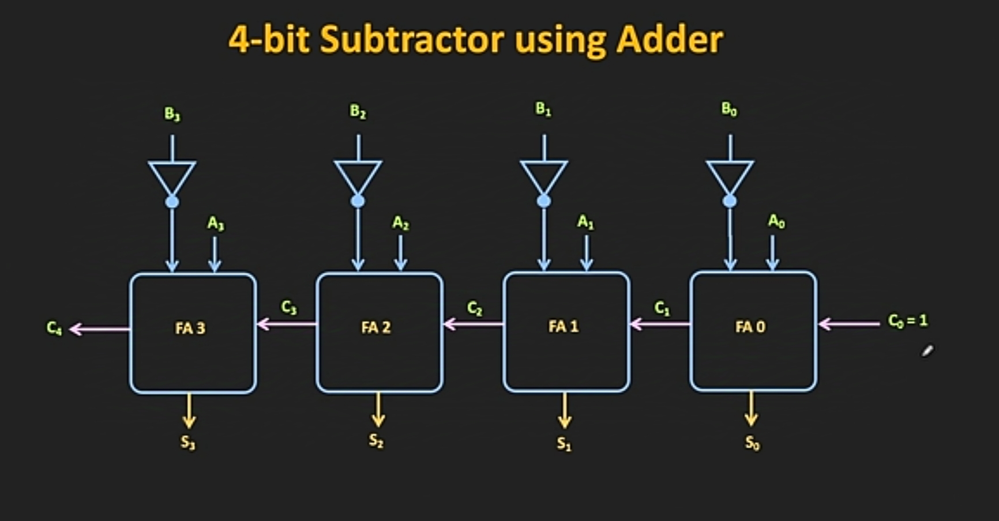 4-bit Subtractor using Adder
B₃ B₂ B₁ B₀
A₃ A₂ A₁ A₀
C₄ FA 3 C₃ FA 2 C₂ FA 1 C₁ FA 0 C₀ = 1
S₃ S₂ S₁ S₀